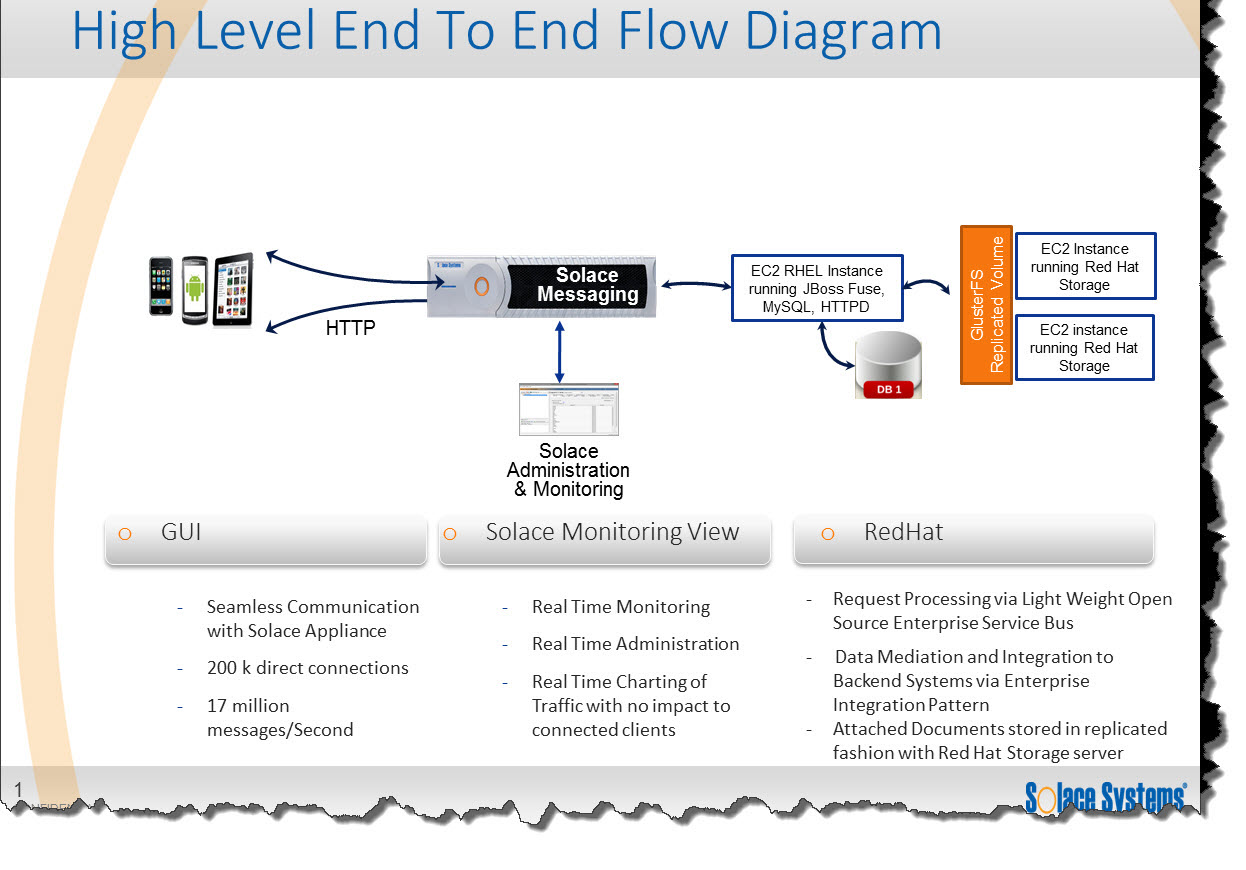 High Level End To End Flow Diagram
Solace
Messaging
HTTP
EC2 RHEL Instance
running JBoss Fuse,
MySQL, HTTPD
DB 1
GlusterFS
Replicated Volume
EC2 Instance
running Red Hat
Storage
EC2 instance
running Red Hat
Storage
Solace
Administration
& Monitoring
o GUI
- Seamless Communication
with Solace Appliance
- 200 k direct connections
- 17 million
messages/Second
o Solace Monitoring View
- Real Time Monitoring
- Real Time Administration
- Real Time Charting of
Traffic with no impact to
connected clients
o RedHat
- Request Processing via Light Weight Open
Source Enterprise Service Bus
- Data Mediation and Integration to
Backend Systems via Enterprise
Integration Pattern
- Attached Documents stored in replicated
fashion with Red Hat Storage server
1
Solace Systems